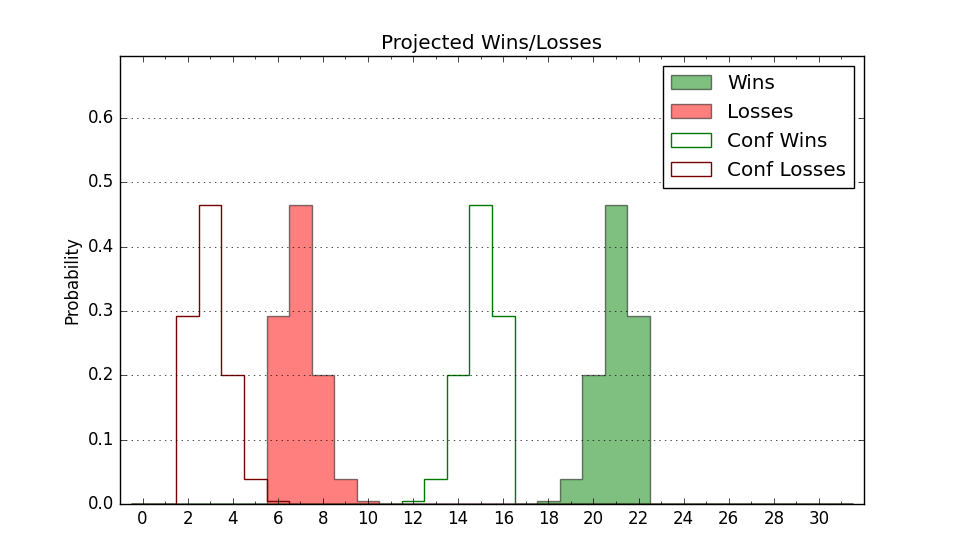 Projected Wins/Losses
Wins
Losses
Conf Wins
Conf Losses
Probability
0.6
0.5
0.4
0.3
0.2
0.1
0.0
0 2 4 6 8 10 12 14 16 18 20 22 24 26 28 30